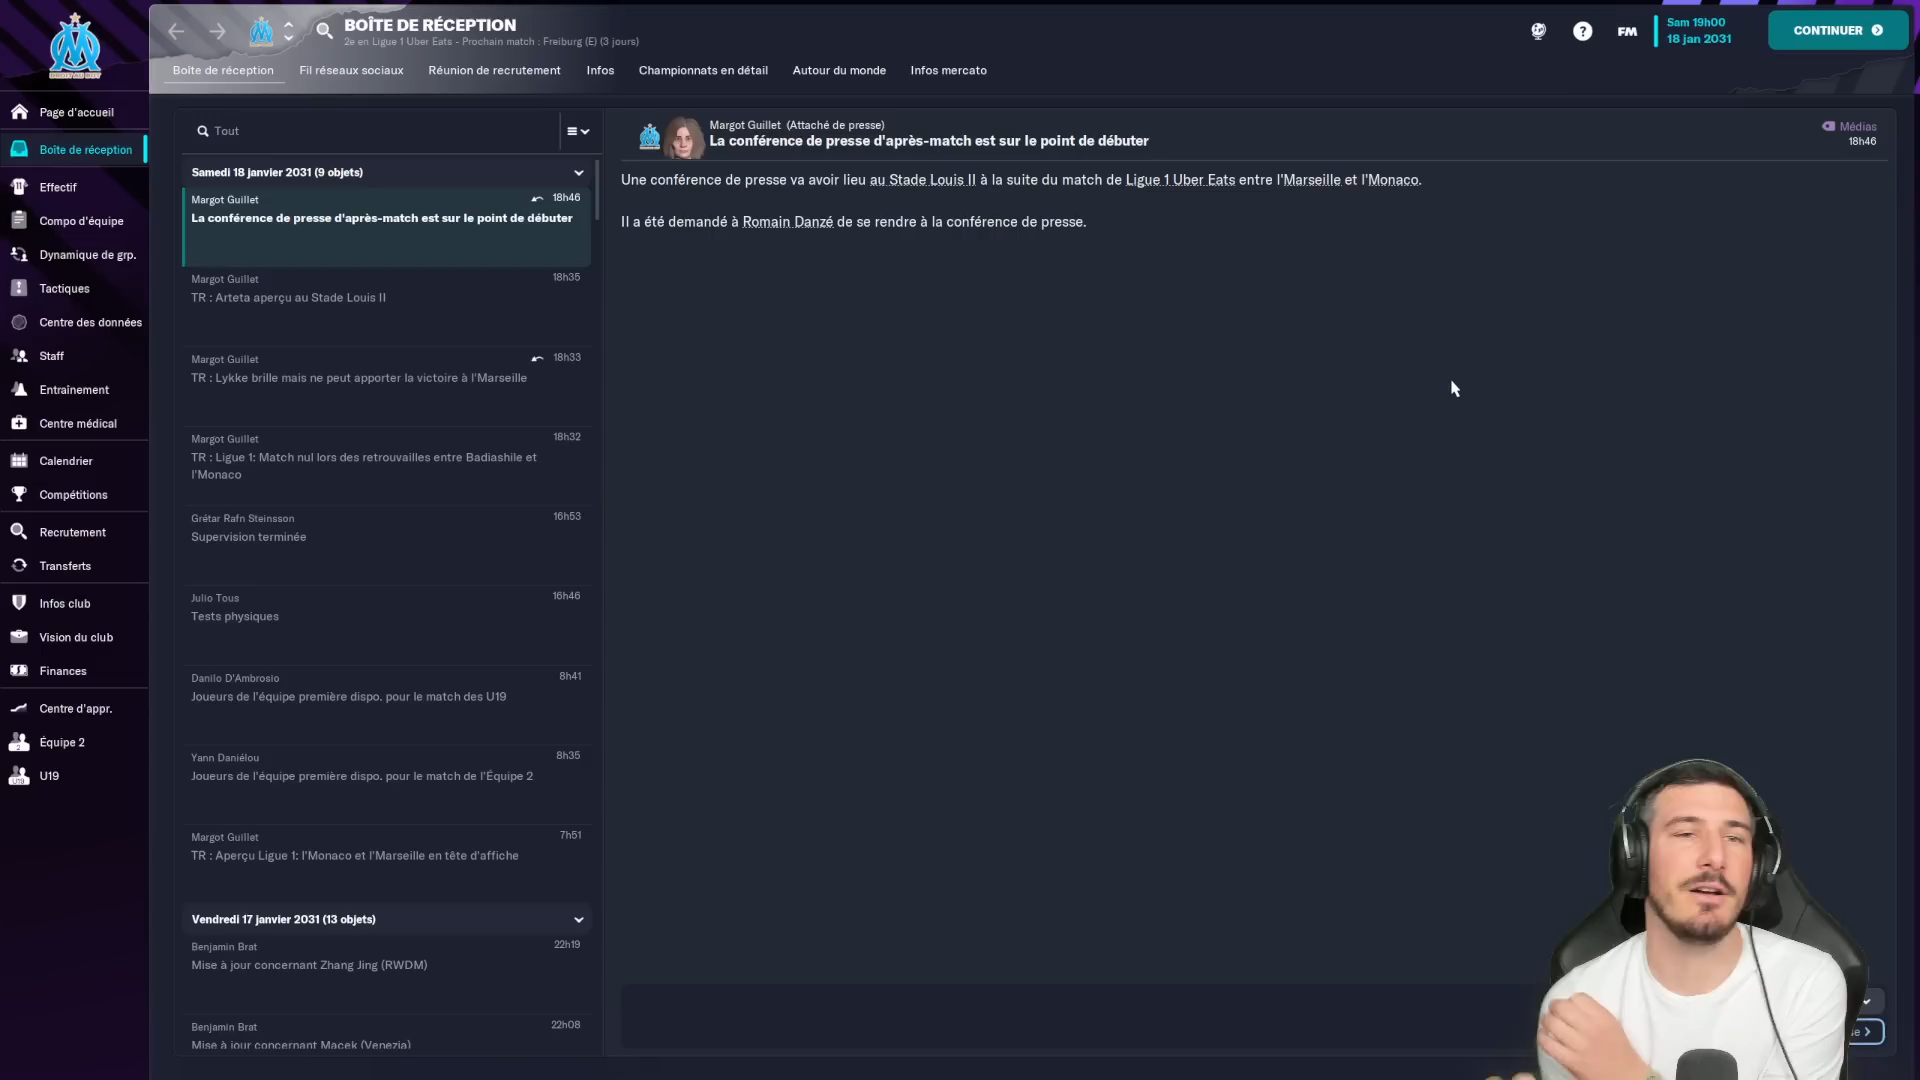 BOÎTE DE RÉCEPTION
2e en Ligue 1 Uber Eats - Prochain match : Freiburg (E) (3 jours)
FM
Sam 19h00
18 jan 2031
CONTINUER
Boîte de réception
Fil réseaux sociaux
Réunion de recrutement
Infos
Championnats en détail
Autour du monde
Infos mercato
Page d'accueil
Boîte de réception
Effectif
Compo d'équipe
Dynamique de grp.
Tactiques
Centre des données
Staff
Entraînement
Centre médical
Calendrier
Compétitions
Recrutement
Transferts
Infos club
Vision du club
Finances
Centre d'appr.
Équipe 2
U19
Tout
Samedi 18 janvier 2031 (9 objets)
Margot Guillet
18h46
La conférence de presse d'après-match est sur le point de débuter
Margot Guillet
18h35
TR : Arteta aperçu au Stade Louis II
Margot Guillet
18h33
TR : Lykke brille mais ne peut apporter la victoire à l'Marseille
Margot Guillet
18h32
TR : Ligue 1: Match nul lors des retrouvailles entre Badiashile et
l'Monaco
Grétar Rafn Steinsson
16h53
Supervision terminée
Julio Tous
16h46
Tests physiques
Danilo D'Ambrosio
8h41
Joueurs de l'équipe première dispo. pour le match des U19
Yann Daniélou
8h35
Joueurs de l'équipe première dispo. pour le match de l'Équipe 2
Margot Guillet
7h51
TR : Aperçu Ligue 1: l'Monaco et l'Marseille en tête d'affiche
Vendredi 17 janvier 2031 (13 objets)
Benjamin Brat
22h19
Mise à jour concernant Zhang Jing (RWDM)
Benjamin Brat
22h08
Mise à jour concernant Macek (Venezia)
Margot Guillet (Attaché de presse)
La conférence de presse d'après-match est sur le point de débuter
Médias
18h46
Une conférence de presse va avoir lieu au Stade Louis II à la suite du match de Ligue 1 Uber Eats entre l'Marseille et l'Monaco.
Il a été demandé à Romain Danzé de se rendre à la conférence de presse.